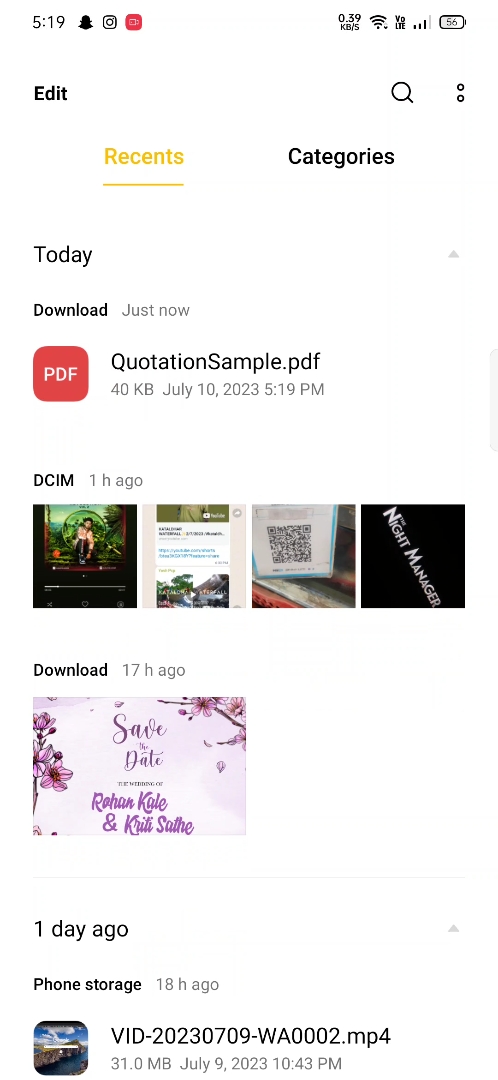 5:19
0.39
KB/S
Vo
LTE
56
Edit
Recents
Categories
Today
Download Just now
PDF
QuotationSample.pdf
40 KB July 10, 2023 5:19 PM
DCIM 1 h ago
YouTube
KATALDHAR
WATERFALL
THE
NIGHT MANAGER
Download 17 h ago
Save
the
Date
THE WEDDING OF
Rohan Kale
& Kriti Sathe
1 day ago
Phone storage 18 h ago
VID-20230709-WA0002.mp4
31.0 MB July 9, 2023 10:43 PM